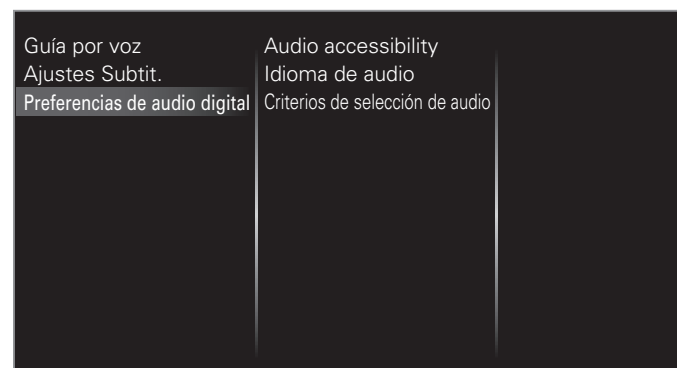 Guía por voz
Ajustes Subtit.
Preferencias de audio digital
Audio accessibility
Idioma de audio
Criterios de selección de audio